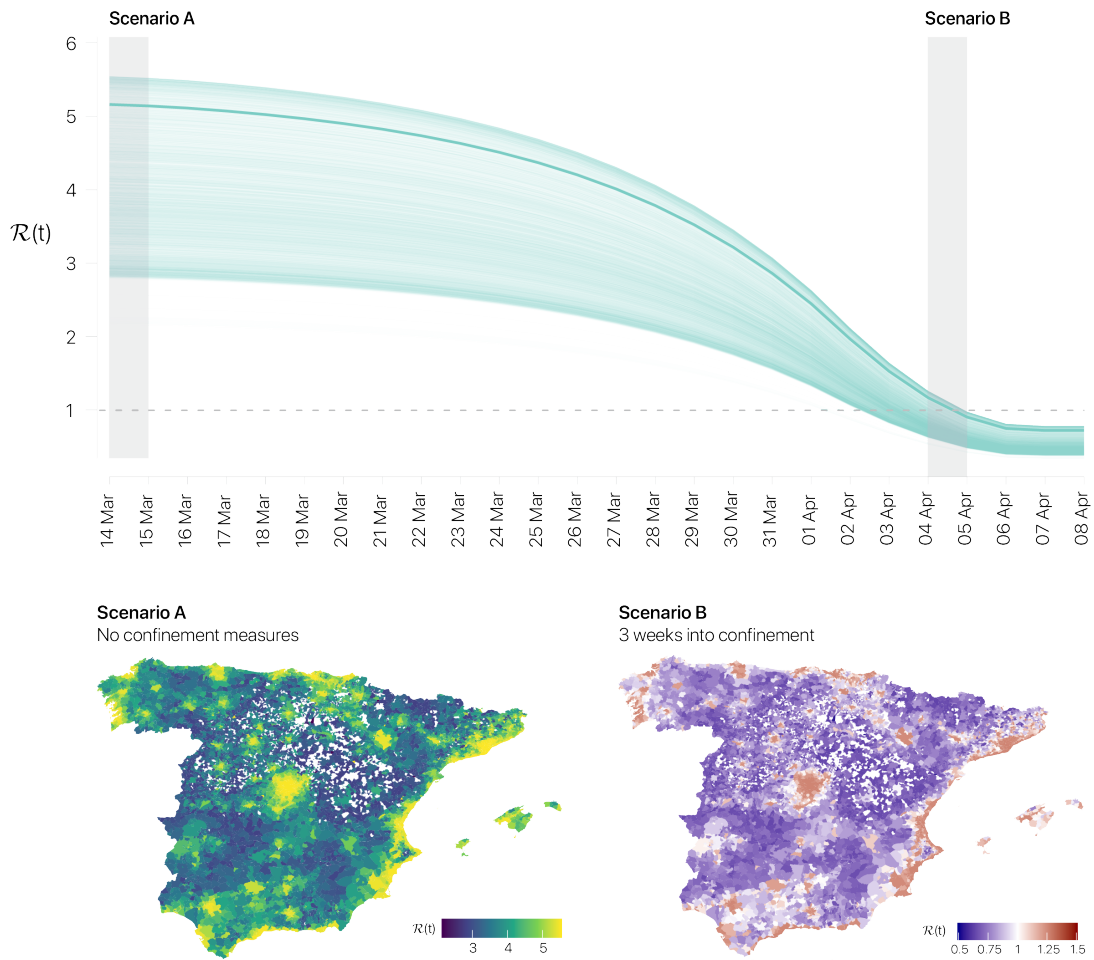 Scenario A
Scenario B
6
5
4
3
2
1
ℛ(t)
14 Mar
15 Mar
16 Mar
17 Mar
18 Mar
19 Mar
20 Mar
21 Mar
22 Mar
23 Mar
24 Mar
25 Mar
26 Mar
27 Mar
28 Mar
29 Mar
30 Mar
31 Mar
01 Apr
02 Apr
03 Apr
04 Apr
05 Apr
06 Apr
07 Apr
08 Apr
Scenario A
No confinement measures
ℛ(t)
3 4 5
Scenario B
3 weeks into confinement
ℛ(t)
0.5 0.75 1 1.25 1.5